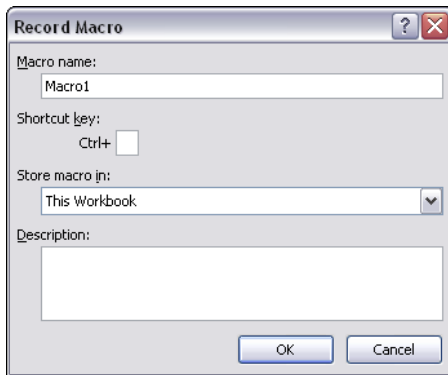 Record Macro
Macro name:
Macro1
Shortcut key:
Ctrl+
Store macro in:
This Workbook
Description:
OK Cancel